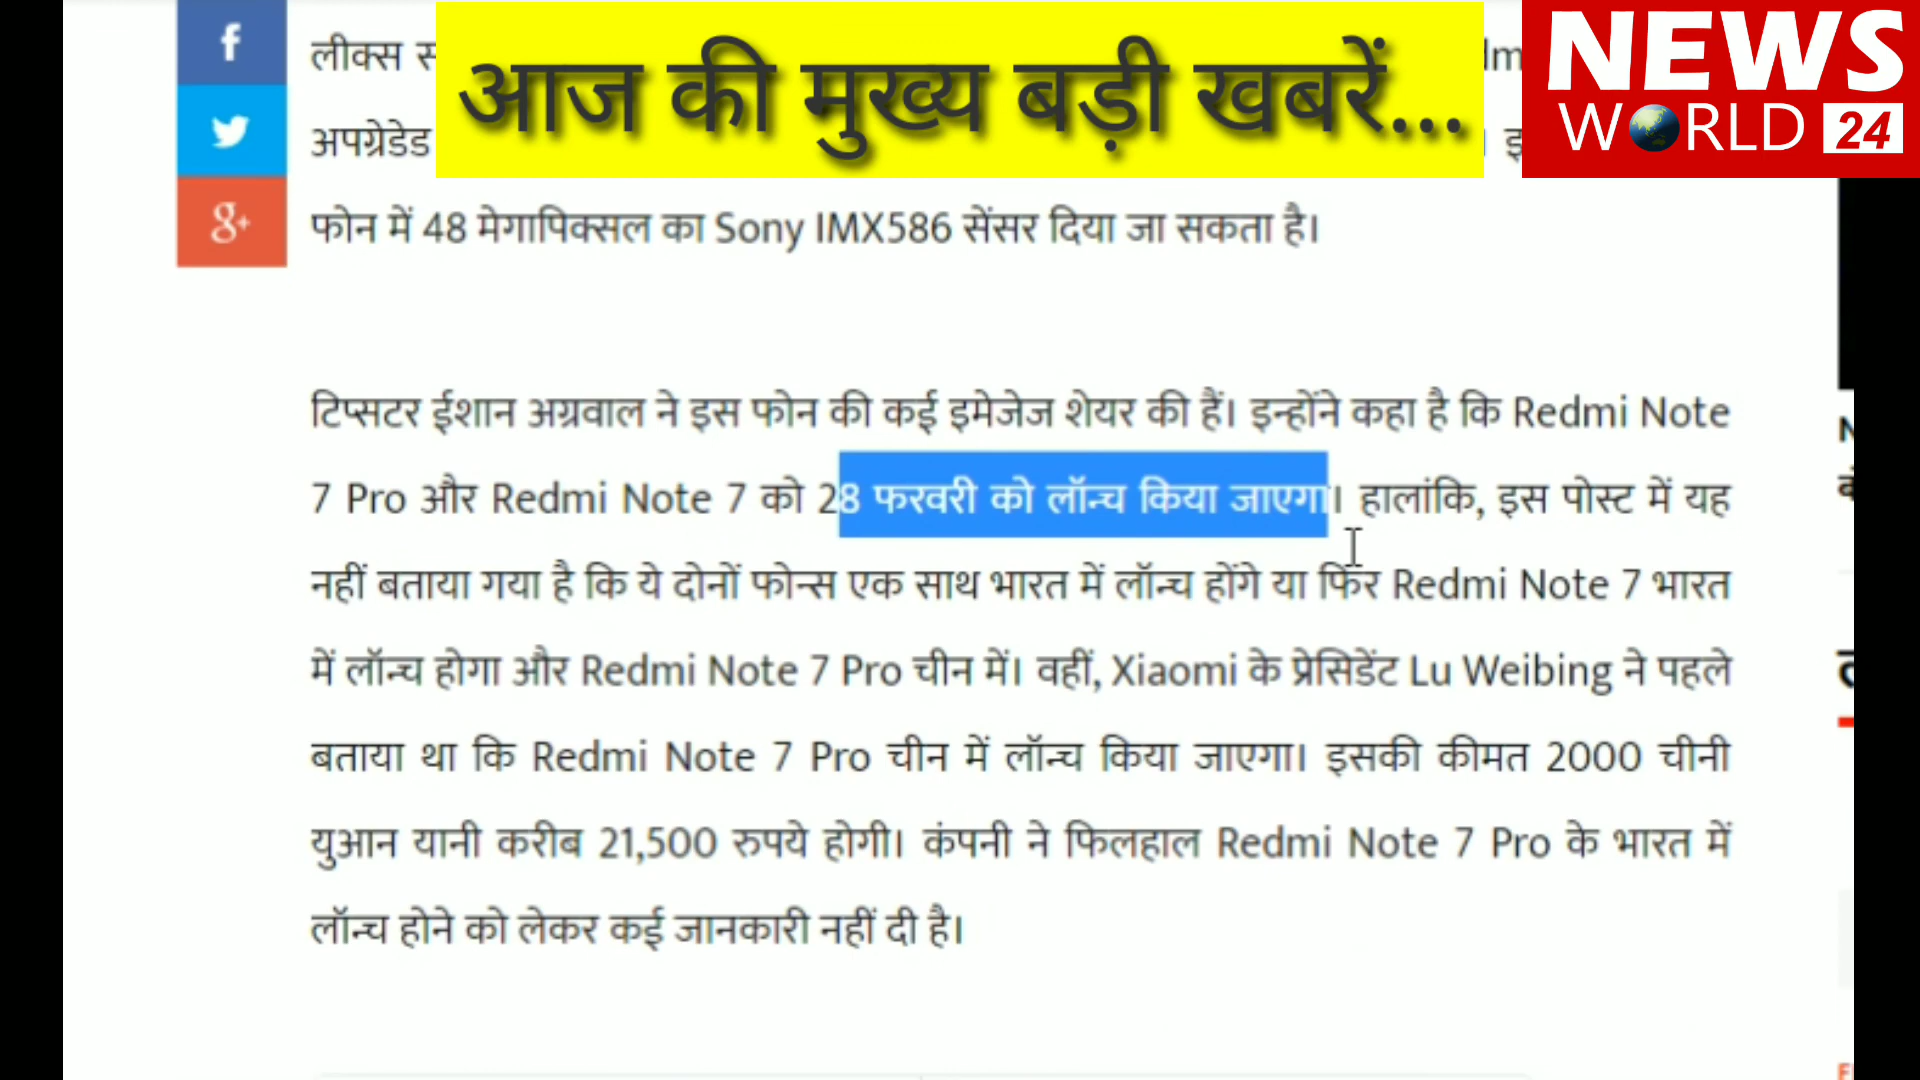 आज की मुख्य बड़ी खबरें...
NEWS
WORLD 24
f
g+
लीक्स
अपग्रेडेड
फोन में 48 मेगापिक्सल का Sony IMX586 सेंसर दिया जा सकता है।
टिप्सटर ईशान अग्रवाल ने इस फोन की कई इमेजेज शेयर की हैं। इन्होंने कहा है कि Redmi Note
7 Pro और Redmi Note 7 को 28 फरवरी को लॉन्च किया जाएगा। हालांकि, इस पोस्ट में यह
नहीं बताया गया है कि ये दोनों फोन्स एक साथ भारत में लॉन्च होंगे या फिर Redmi Note 7 भारत
में लॉन्च होगा और Redmi Note 7 Pro चीन में। वहीं, Xiaomi के प्रेसिडेंट Lu Weibing ने पहले
बताया था कि Redmi Note 7 Pro चीन में लॉन्च किया जाएगा। इसकी कीमत 2000 चीनी
युआन यानी करीब 21,500 रुपये होगी। कंपनी ने फिलहाल Redmi Note 7 Pro के भारत में
लॉन्च होने को लेकर कई जानकारी नहीं दी है।